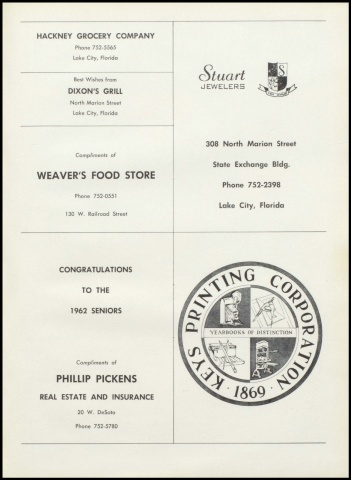 HACKNEY GROCERY COMPANY
Phone 752-5565
Lake City, Florida
Best Wishes from
DIXON'S GRILL
North Marion Street
Lake City, Florida
Compliments of
WEAVER'S FOOD STORE
Phone 752-0551
130 W. Railroad Street
CONGRATULATIONS
TO THE
1962 SENIORS
Compliments of
PHILLIP PICKENS
REAL ESTATE AND INSURANCE
20 W. DeSoto
Phone 752-5780
Stuart
JEWELERS
S
308 North Marion Street
State Exchange Bldg.
Phone 752-2398
Lake City, Florida
KEYS PRINTING CORPORATION
YEARBOOKS OF DISTINCTION
1869